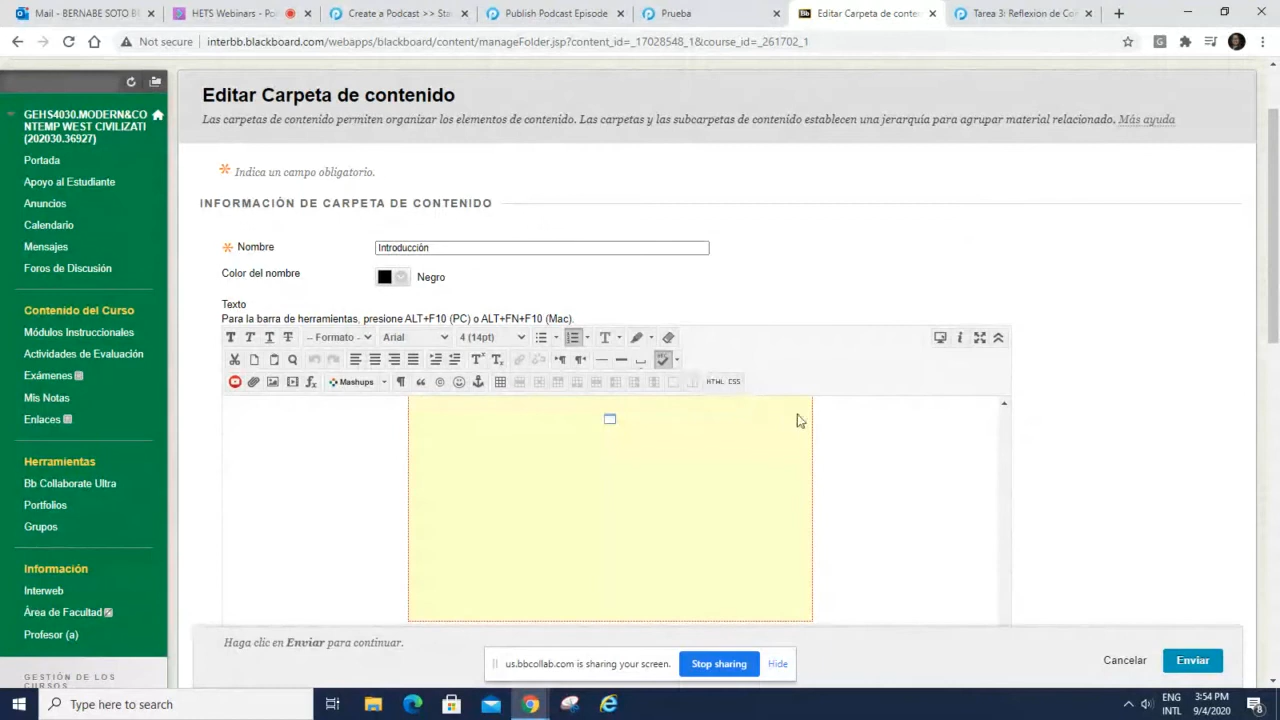 Mail - BERNABE SOTO B
HETS Webinars - Po
Create a Podcast >> Sta
Publish Podcast Episode
Prueba
Editar Carpeta de conte
Tarea 3: Reflexion de Co
Not secure
interbb.blackboard.com/webapps/blackboard/content/manageFolder.jsp?content_id=_17028548_1&course_id=_261702_1
GEHS4030.MODERN&CO
NTEMP WEST CIVILIZATI
(202030.36927)
Portada
Apoyo al Estudiante
Anuncios
Calendario
Mensajes
Foros de Discusión
Contenido del Curso
Módulos Instruccionales
Actividades de Evaluación
Exámenes
Mis Notas
Enlaces
Herramientas
Bb Collaborate Ultra
Portfolios
Grupos
Información
Interweb
Área de Facultad
Profesor (a)
GESTIÓN DE LOS
CURSOS
Editar Carpeta de contenido
Las carpetas de contenido permiten organizar los elementos de contenido. Las carpetas y las subcarpetas de contenido establecen una jerarquía para agrupar material relacionado. Más ayuda
Indica un campo obligatorio.
INFORMACIÓN DE CARPETA DE CONTENIDO
Nombre
Introducción
Color del nombre
Negro
Texto
Para la barra de herramientas, presione ALT+F10 (PC) o ALT+FN+F10 (Mac).
-- Formato -- Arial 4 (14pt)
Mashups
HTML CSS
Haga clic en Enviar para continuar.
Cancelar
Enviar
us.bbcollab.com is sharing your screen.
Stop sharing
Hide
Type here to search
ENG
INTL
3:54 PM
9/4/2020